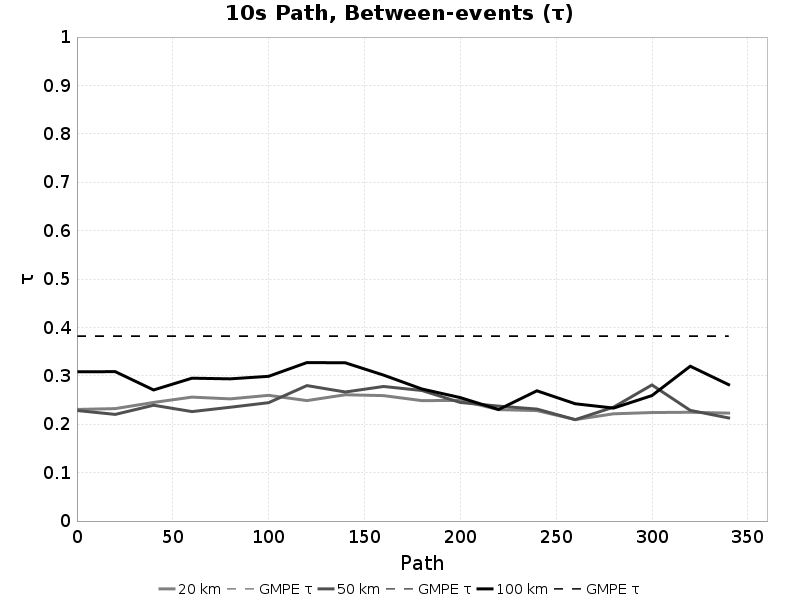 10s Path, Between-events (τ)
1
0.9
0.8
0.7
0.6
0.5
0.4
0.3
0.2
0.1
0
τ
0 50 100 150 200 250 300 350
Path
20 km GMPE τ 50 km GMPE τ 100 km GMPE τ